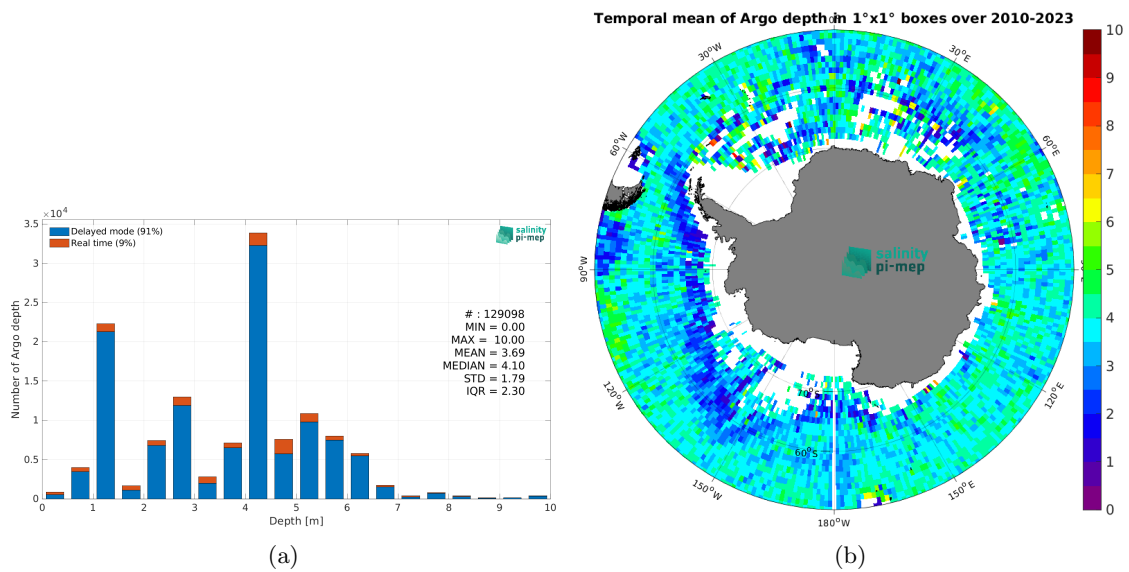 ×10⁴
3.5
3
2.5
2
1.5
1
0.5
0
Number of Argo depth
Delayed mode (91%)
Real time (9%)
salinity
pi-mep
# : 129098
MIN = 0.00
MAX = 10.00
MEAN = 3.69
MEDIAN = 4.10
STD = 1.79
IQR = 2.30
0 1 2 3 4 5 6 7 8 9 10
Depth [m]
(a)
Temporal mean of Argo depth in 1°x1° boxes over 2010-2023
30°W
30°E
60°W
60°E
90°W
120°W
120°E
150°W
150°E
180°W
70°S
60°S
salinity
pi-mep
10
9
8
7
6
5
4
3
2
1
0
(b)